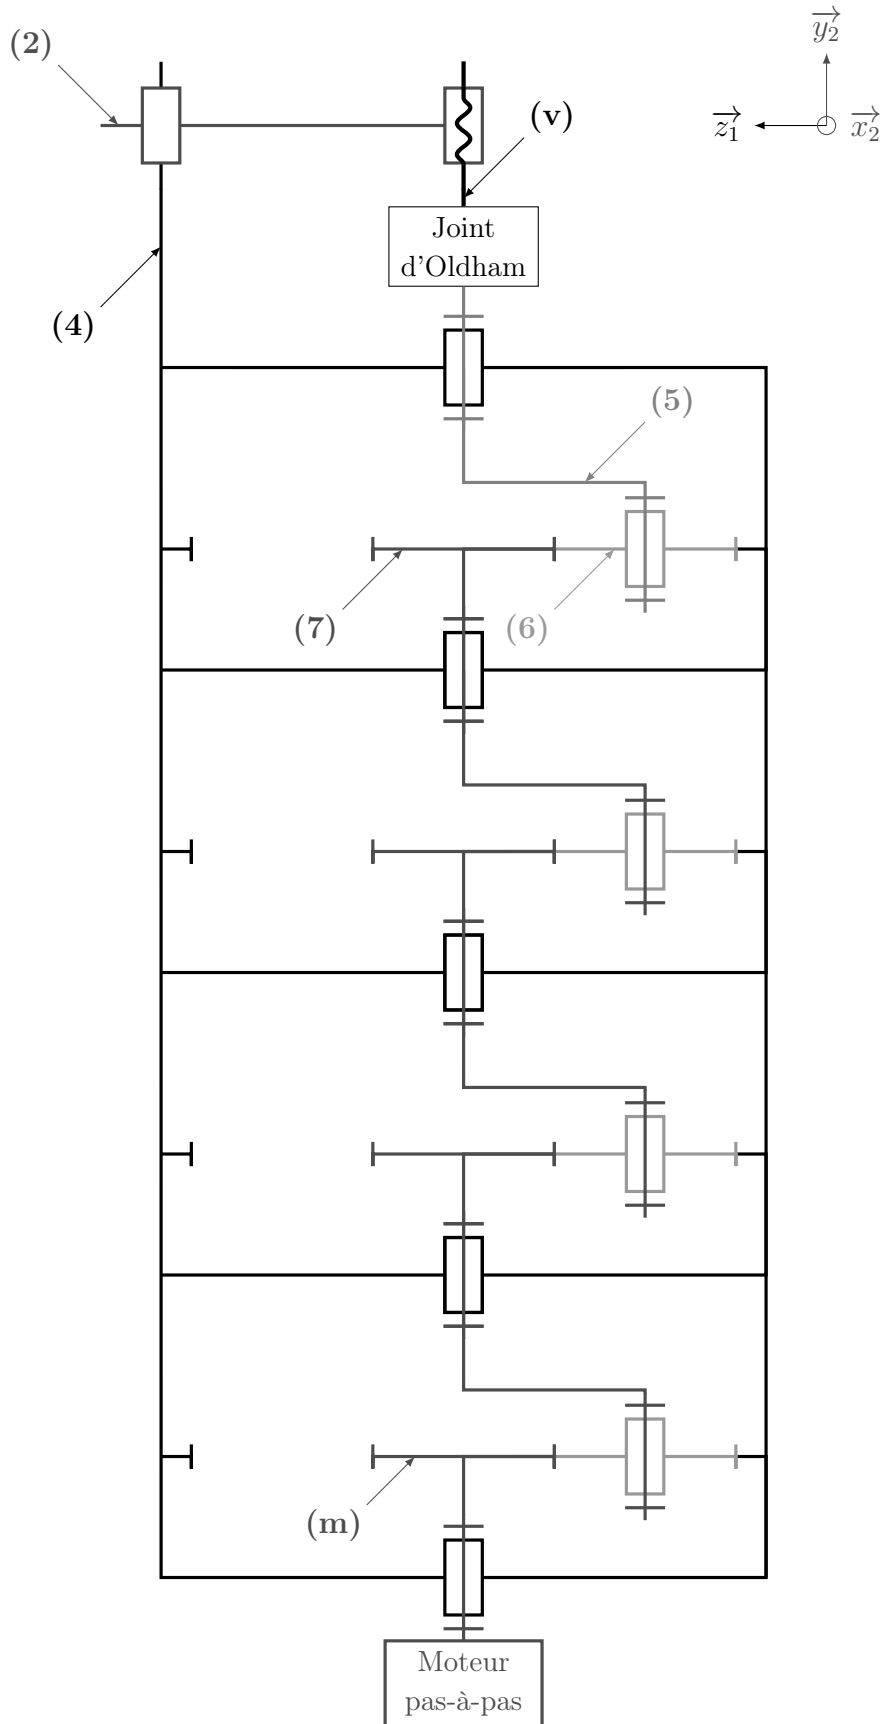 (2)
y₂
z₁
x₂
(v)
Joint
d'Oldham
(4)
(5)
(7)
(6)
(m)
Moteur
pas-à-pas